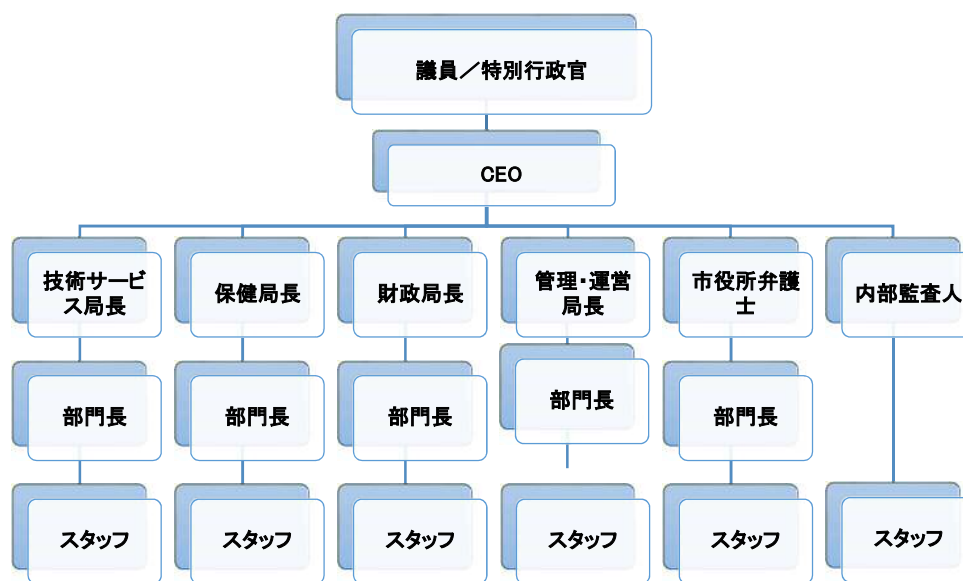 議員／特別行政官
CEO
技術サービ
ス局長
保健局長
財政局長
管理・運営
局長
市役所弁護
士
内部監査人
部門長
部門長
部門長
部門長
部門長
スタッフ
スタッフ
スタッフ
スタッフ
スタッフ
スタッフ